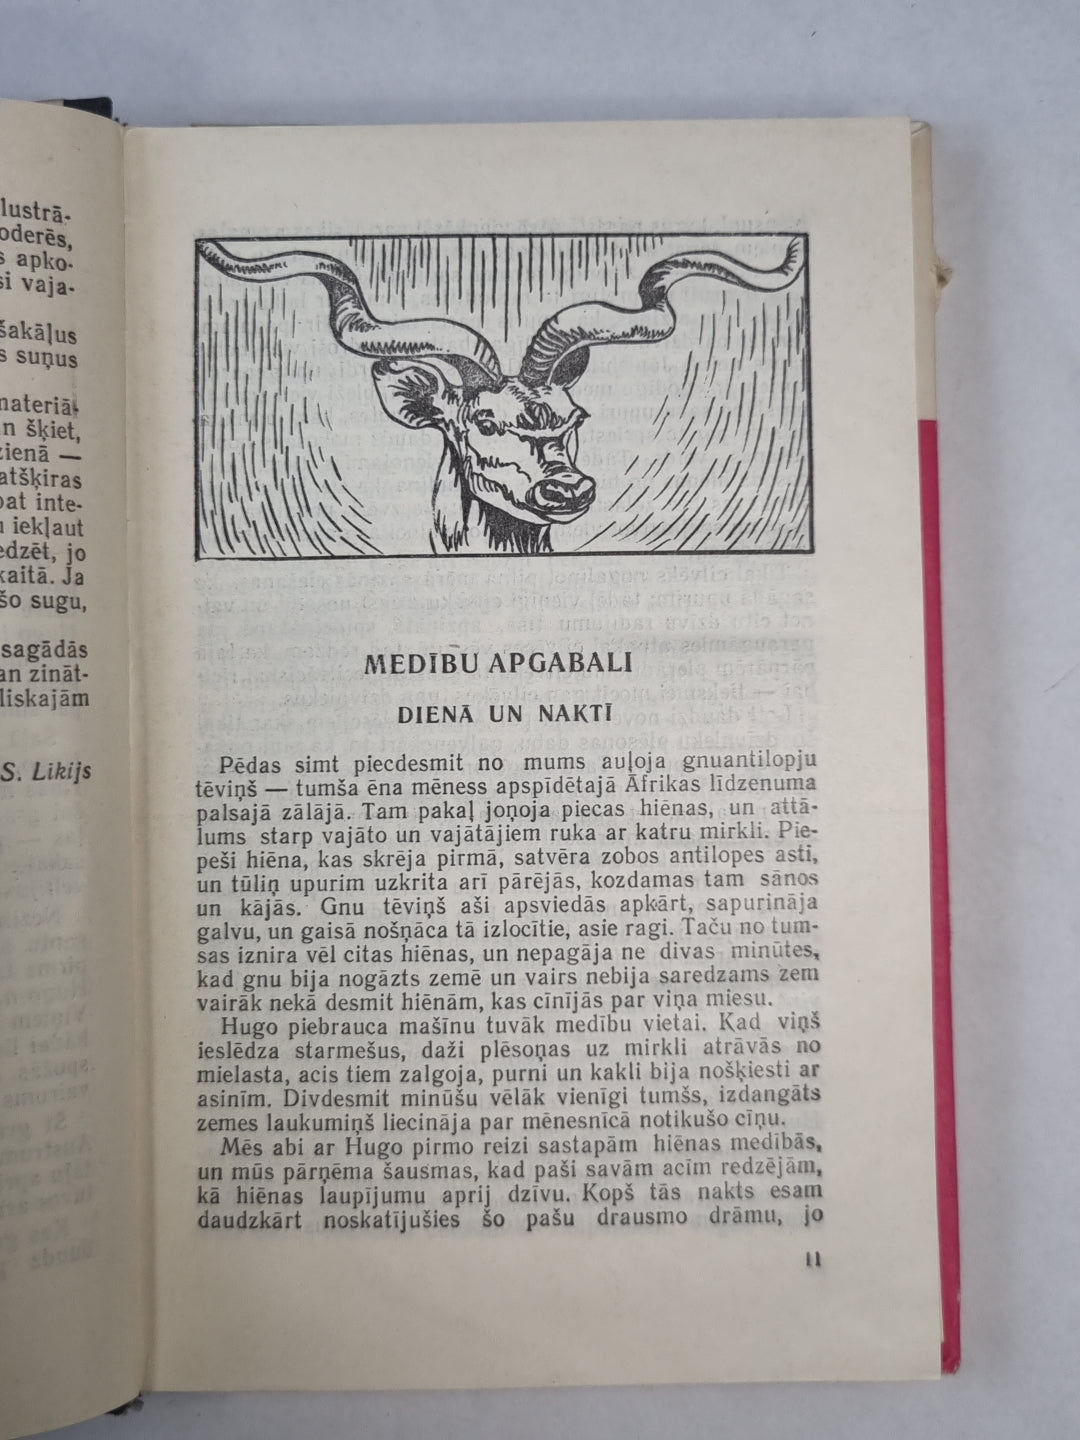 lustrā-
oderēs,
s apko-
si vaja-
šakāļus
s suņus
materiā-
an šķiet,
zienā —
atšķiras
pat inte-
u iekļaut
edzēt, jo
kaitā. Ja
šo sugu,
sagādās
an zināt-
liskajām
S. Likijs
MEDĪBU APGABALI
DIENĀ UN NAKTĪ
Pēdas simt piecdesmit no mums auļoja gnuantilopju
tēviņš — tumša ēna mēness apspīdētajā Āfrikas līdzenuma
palsajā zālājā. Tam pakaļ joņoja piecas hiēnas, un attā-
lums starp vajāto un vajātājiem ruka ar katru mirkli. Pie-
peši hiēna, kas skrēja pirmā, satvēra zobos antilopes asti,
un tūliņ upurim uzkrita arī pārējās, kozdamas tam sānos
un kājās. Gnu tēviņš aši apsviedās apkārt, sapurināja
galvu, un gaisā nošņāca tā izlocītie, asie ragi. Taču no tum-
sas iznira vēl citas hiēnas, un nepagāja ne divas minūtes,
kad gnu bija nogāzts zemē un vairs nebija saredzams zem
vairāk nekā desmit hiēnām, kas cīnījās par viņa miesu.
Hugo piebrauca mašīnu tuvāk medību vietai. Kad viņš
ieslēdza starmešus, daži plēsoņas uz mirkli atrāvās no
mielasta, acis tiem zalgoja, purni un kakli bija nošķiesti ar
asinīm. Divdesmit minūšu vēlāk vienīgi tumšs, izdangāts
zemes laukumiņš liecināja par mēnesnīcā notikušo cīņu.
Mēs abi ar Hugo pirmo reizi sastapām hiēnas medībās,
un mūs pārņēma šausmas, kad paši savām acīm redzējām,
kā hiēnas laupījumu aprij dzīvu. Kopš tās nakts esam
daudzkārt noskatījušies šo pašu drausmo drāmu, jo
11